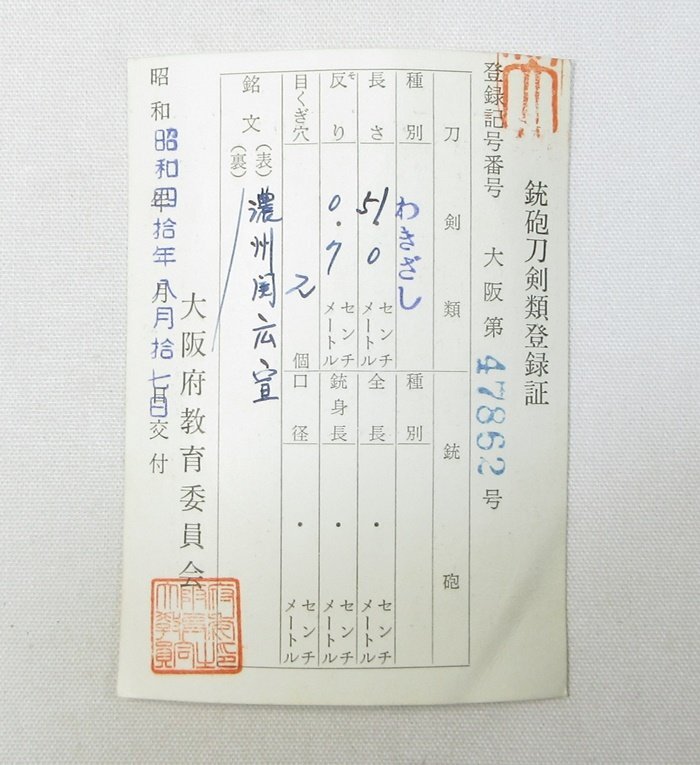 銃砲刀剣類登録証
登録記号番号 大阪第 47862 号
刀剣類 銃砲
種別 わきざし 種別
長さ 51.0 センチメートル 全長 ・ センチメートル
反り そ 0.7 センチメートル 銃身長 ・ センチメートル
目くぎ穴 2 個 口径 ・ センチメートル
銘文 (表) 濃州関広宣
(裏)
大阪府教育委員会
昭和 昭和四拾年八月拾七日 交付